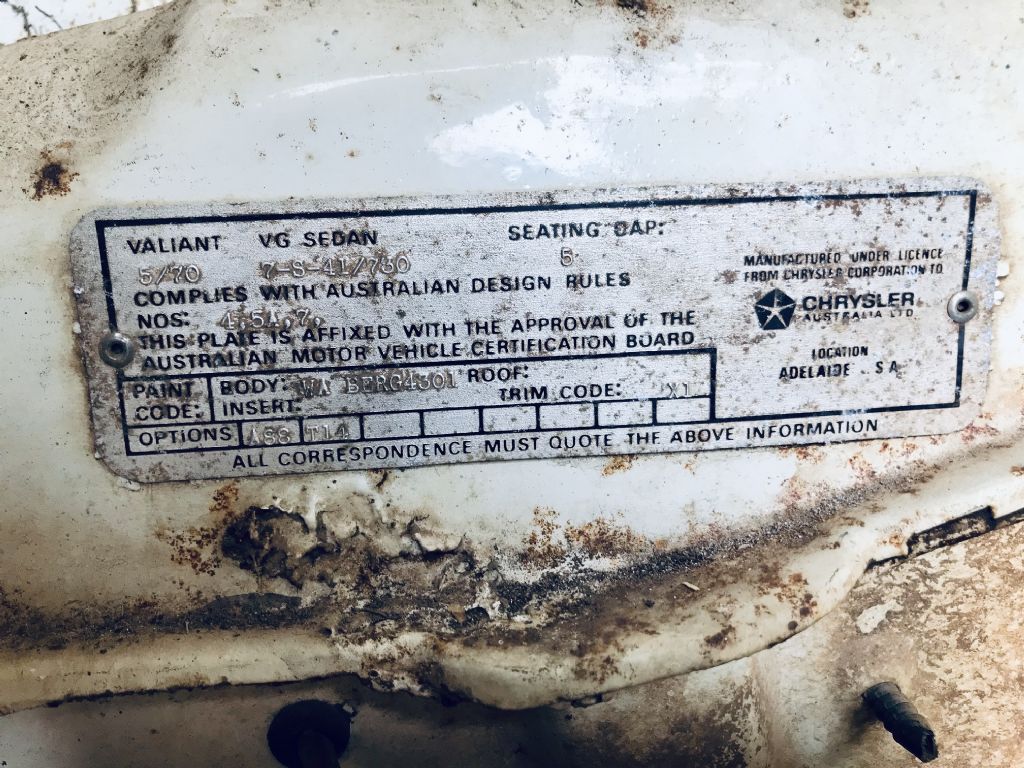 VALIANT VG SEDAN SEATING CAP:
5/70 7-S-41/750 5
COMPLIES WITH AUSTRALIAN DESIGN RULES
NOS: 4,5A,7,
THIS PLATE IS AFFIXED WITH THE APPROVAL OF THE
AUSTRALIAN MOTOR VEHICLE CERTIFICATION BOARD
MANUFACTURED UNDER LICENCE
FROM CHRYSLER CORPORATION TO
CHRYSLER
AUSTRALIA LTD
LOCATION
ADELAIDE S.A.
PAINT CODE:
BODY: WA BERG4301 ROOF:
INSERT: TRIM CODE: X1
OPTIONS A88 T14
ALL CORRESPONDENCE MUST QUOTE THE ABOVE INFORMATION